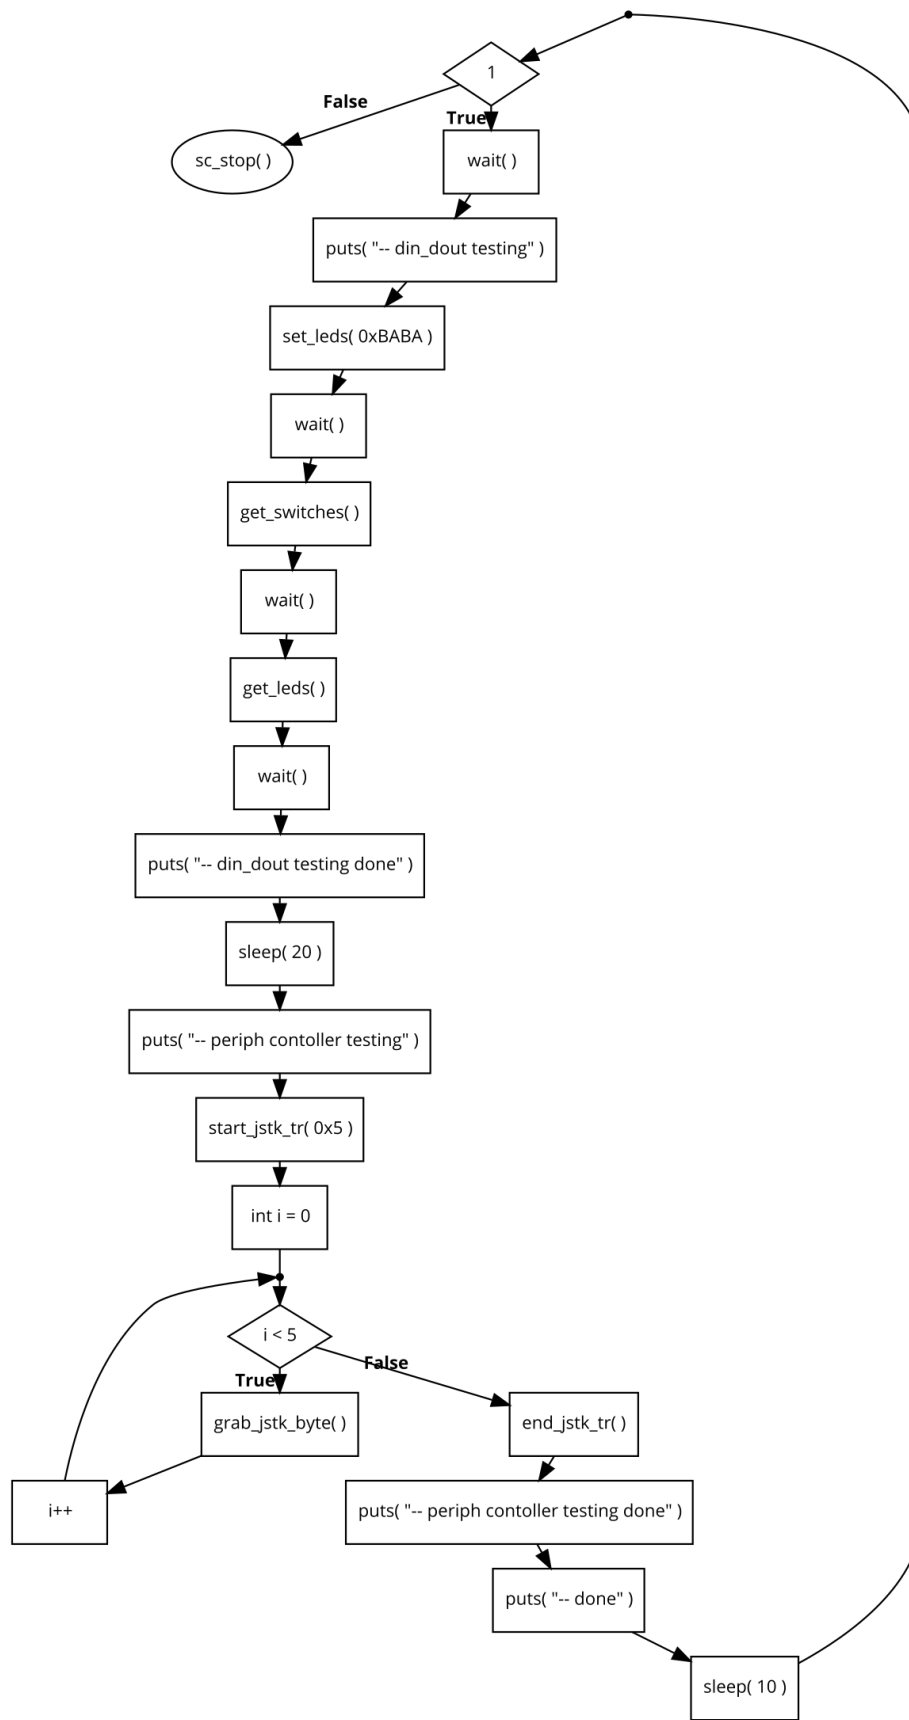 1
False
True
sc_stop( )
wait( )
puts( "-- din_dout testing" )
set_leds( 0xBABA )
wait( )
get_switches( )
wait( )
get_leds( )
wait( )
puts( "-- din_dout testing done" )
sleep( 20 )
puts( "-- periph contoller testing" )
start_jstk_tr( 0x5 )
int i = 0
i < 5
False
True
grab_jstk_byte( )
end_jstk_tr( )
i++
puts( "-- periph contoller testing done" )
puts( "-- done" )
sleep( 10 )